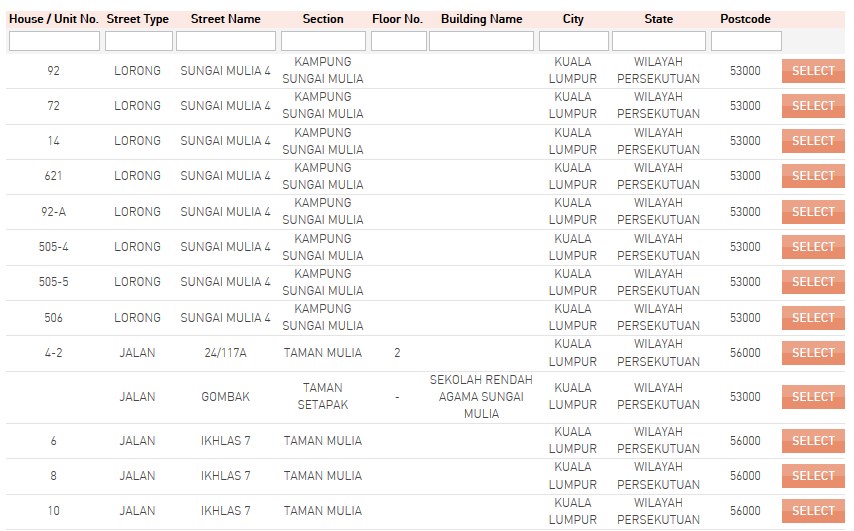 House / Unit No. Street Type Street Name Section Floor No. Building Name City State Postcode
92 LORONG SUNGAI MULIA 4 KAMPUNG SUNGAI MULIA KUALA LUMPUR WILAYAH PERSEKUTUAN 53000 SELECT
72 LORONG SUNGAI MULIA 4 KAMPUNG SUNGAI MULIA KUALA LUMPUR WILAYAH PERSEKUTUAN 53000 SELECT
14 LORONG SUNGAI MULIA 4 KAMPUNG SUNGAI MULIA KUALA LUMPUR WILAYAH PERSEKUTUAN 53000 SELECT
621 LORONG SUNGAI MULIA 4 KAMPUNG SUNGAI MULIA KUALA LUMPUR WILAYAH PERSEKUTUAN 53000 SELECT
92-A LORONG SUNGAI MULIA 4 KAMPUNG SUNGAI MULIA KUALA LUMPUR WILAYAH PERSEKUTUAN 53000 SELECT
505-4 LORONG SUNGAI MULIA 4 KAMPUNG SUNGAI MULIA KUALA LUMPUR WILAYAH PERSEKUTUAN 53000 SELECT
505-5 LORONG SUNGAI MULIA 4 KAMPUNG SUNGAI MULIA KUALA LUMPUR WILAYAH PERSEKUTUAN 53000 SELECT
506 LORONG SUNGAI MULIA 4 KAMPUNG SUNGAI MULIA KUALA LUMPUR WILAYAH PERSEKUTUAN 53000 SELECT
4-2 JALAN 24/117A TAMAN MULIA 2 KUALA LUMPUR WILAYAH PERSEKUTUAN 56000 SELECT
JALAN GOMBAK TAMAN SETAPAK - SEKOLAH RENDAH AGAMA SUNGAI MULIA KUALA LUMPUR WILAYAH PERSEKUTUAN 53000 SELECT
6 JALAN IKHLAS 7 TAMAN MULIA KUALA LUMPUR WILAYAH PERSEKUTUAN 56000 SELECT
8 JALAN IKHLAS 7 TAMAN MULIA KUALA LUMPUR WILAYAH PERSEKUTUAN 56000 SELECT
10 JALAN IKHLAS 7 TAMAN MULIA KUALA LUMPUR WILAYAH PERSEKUTUAN 56000 SELECT